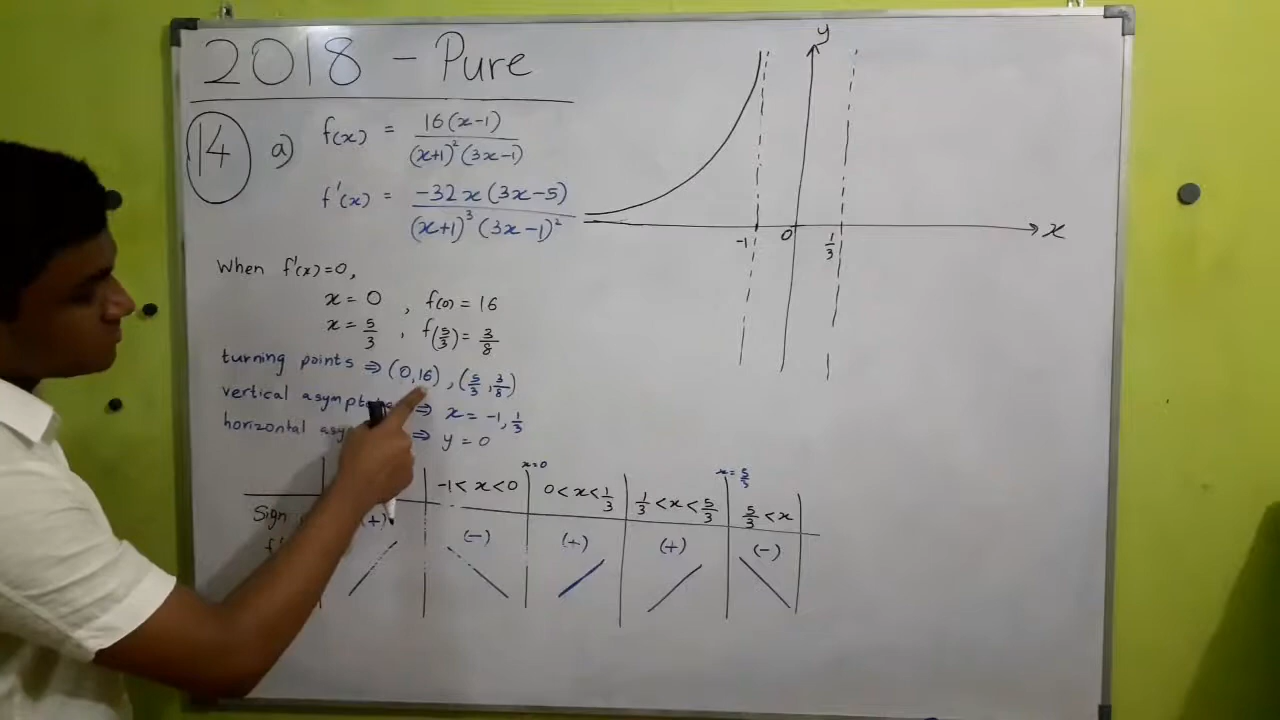 2018 - Pure
14 a) f(x) = 16(x-1) / (x+1)² (3x-1)
f'(x) = -32x(3x-5) / (x+1)³ (3x-1)²
When f'(x)=0,
x = 0 , f(0) = 16
x = 5/3 , f(5/3) = 3/8
turning points ⇒ (0,16) , (5/3, 3/8)
vertical ⇒ x = -1, 1/3
horizontal ⇒ y = 0
x=0 x=5/3
-1 < x < 0 0 < x < 1/3 1/3 < x < 5/3 5/3 < x
Sign (+) (-) (+) (+) (-)
y
x
-1 0 1/3